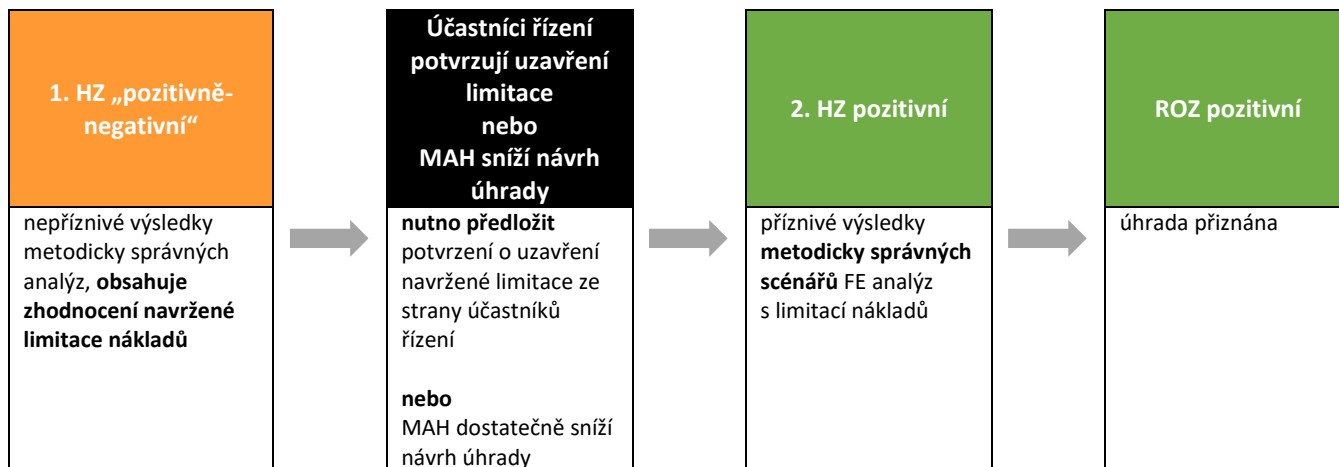 1. HZ „pozitivně-
negativní“
nepříznivé výsledky
metodicky správných
analýz, obsahuje
zhodnocení navržené
limitace nákladů
Účastníci řízení
potvrzují uzavření
limitace
nebo
MAH sníží návrh
úhrady
nutno předložit
potvrzení o uzavření
navržené limitace ze
strany účastníků
řízení
nebo
MAH dostatečně sníží
návrh úhrady
2. HZ pozitivní
příznivé výsledky
metodicky správných
scénářů FE analýz
s limitací nákladů
ROZ pozitivní
úhrada přiznána